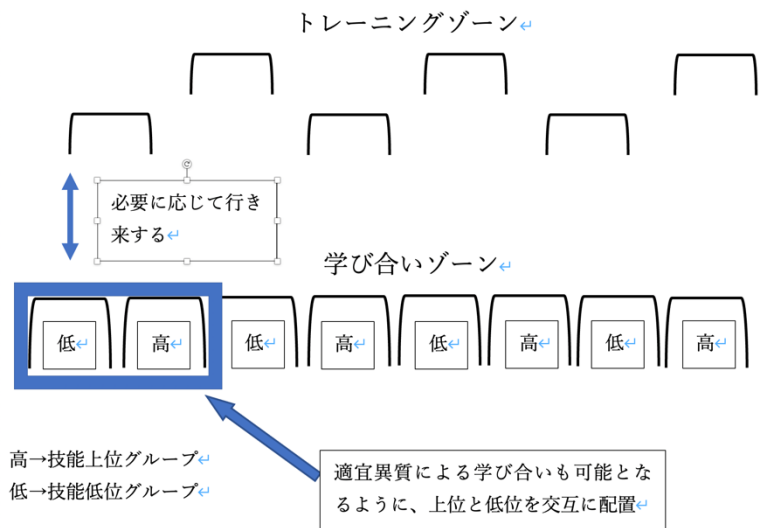 トレーニングゾーン
必要に応じて行き
来する
学び合いゾーン
低 高 低 高 低 高 低 高
高→技能上位グループ
低→技能低位グループ
適宜異質による学び合いも可能とな
るように、上位と低位を交互に配置